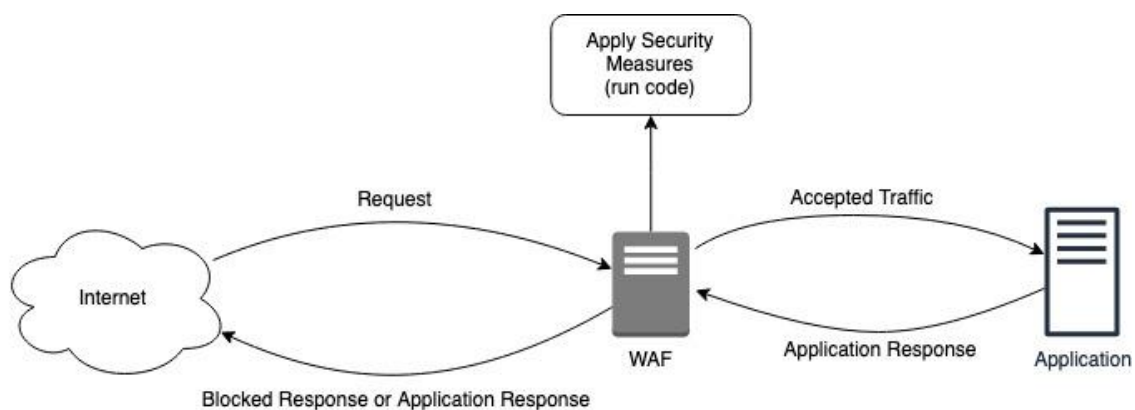 Apply Security
Measures
(run code)
Request
Accepted Traffic
Internet
WAF
Application Response
Application
Blocked Response or Application Response